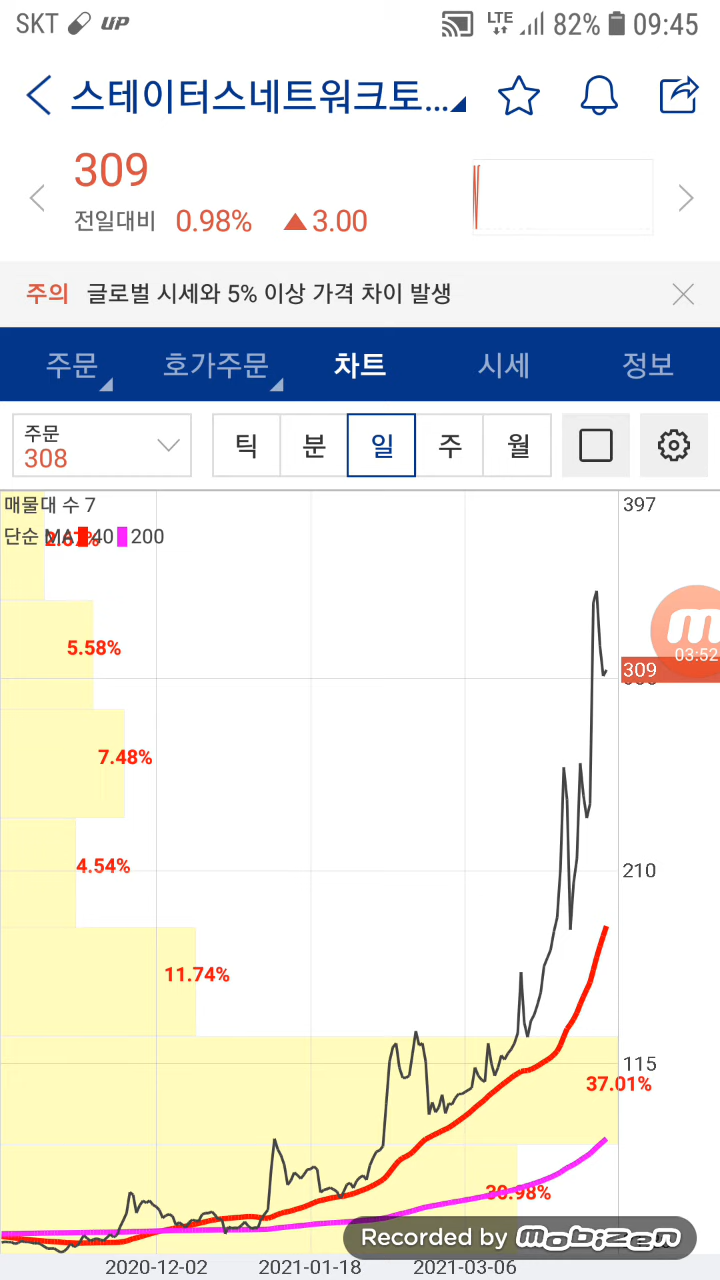 SKT UP LTE 82% 09:45
스테이터스네트워크토...
309
전일대비 0.98% ▲3.00
주의 글로벌 시세와 5% 이상 가격 차이 발생
주문 호가주문 차트 시세 정보
주문
308
틱 분 일 주 월
매물대 수 7
397
단순 MA 40 200
5.58%
03:52
309
7.48%
4.54%
210
11.74%
115
37.01%
30.98%
Recorded by mobizen
2020-12-02 2021-01-18 2021-03-06